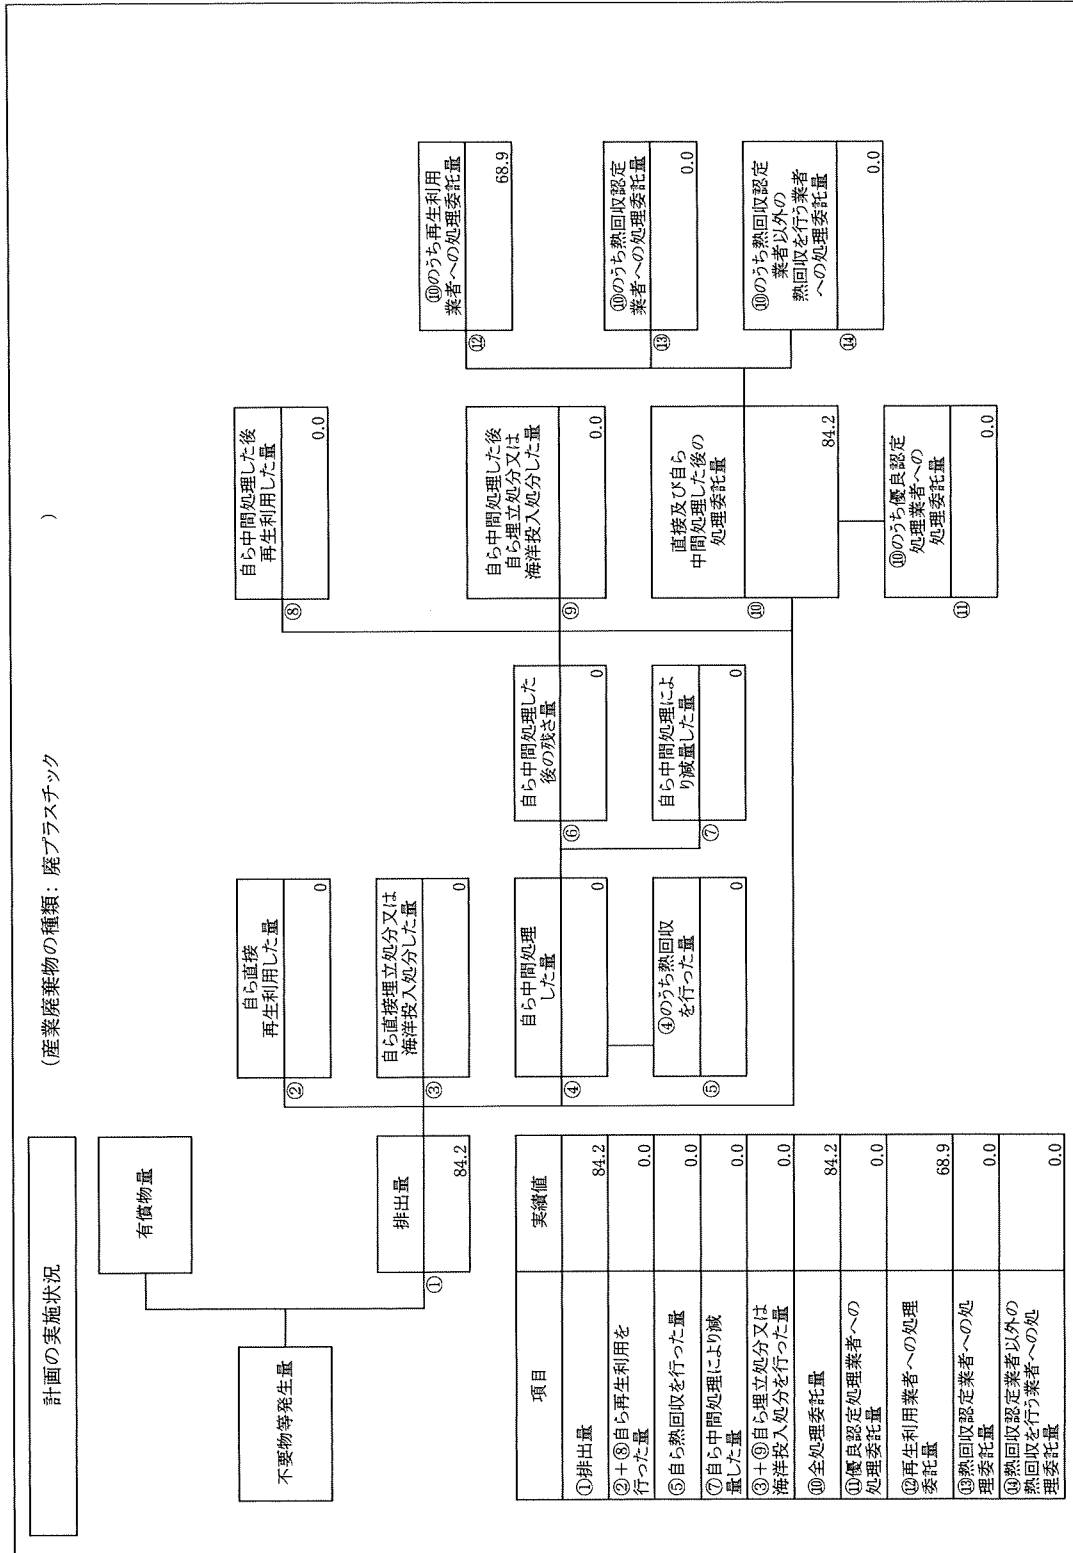 計画の実施状況
(産業廃棄物の種類: 廃プラスチック )
不要物等発生量
有償物量
排出量
①
84.2
自ら直接
再生利用した量
②
0
自ら直接埋立処分又は
海洋投入処分した量
③
0
自ら中間処理
した量
④
0
④のうち熱回収
を行った量
⑤
0
自ら中間処理した
後の残さ量
⑥
0
自ら中間処理によ
り減量した量
⑦
0
自ら中間処理した後
再生利用した量
⑧
0.0
自ら中間処理した後
自ら埋立処分又は
海洋投入処分した量
⑨
0.0
直接及び自ら
中間処理した後の
処理委託量
⑩
84.2
⑩のうち優良認定
処理業者への
処理委託量
⑪
0.0
⑩のうち再生利用
業者への処理委託量
⑫
68.9
⑩のうち熱回収認定
業者への処理委託量
⑬
0.0
⑩のうち熱回収認定
業者以外の
熱回収を行う業者
への処理委託量
⑭
0.0
項目 実績値
①排出量 84.2
②+⑧自ら再生利用を
行った量 0.0
⑤自ら熱回収を行った量 0.0
⑦自ら中間処理により減
量した量 0.0
③+⑨自ら埋立処分又は
海洋投入処分を行った量 0.0
⑩全処理委託量 84.2
⑪優良認定処理業者への
処理委託量 0.0
⑫再生利用業者への処理
委託量 68.9
⑬熱回収認定業者への処
理委託量 0.0
⑭熱回収認定業者以外の
熱回収を行う業者への処
理委託量 0.0